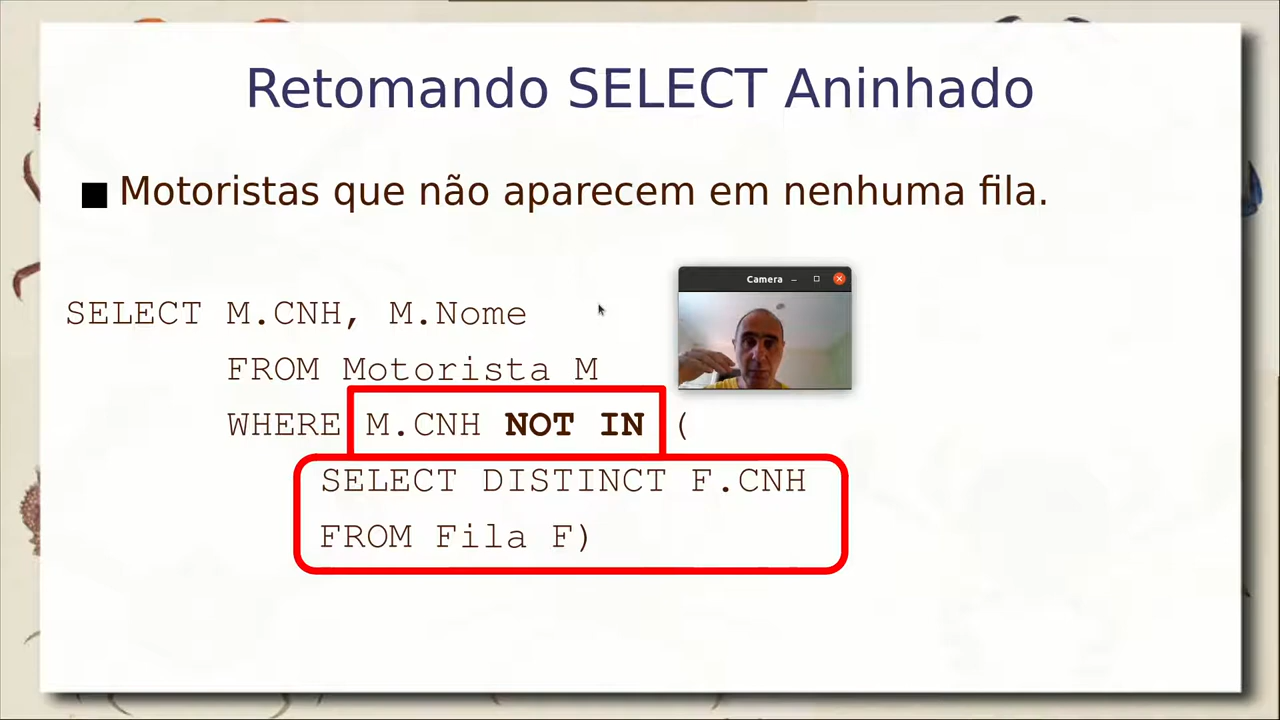 Retomando SELECT Aninhado
Motoristas que não aparecem em nenhuma fila.
Camera
SELECT M.CNH, M.Nome
FROM Motorista M
WHERE M.CNH NOT IN (
SELECT DISTINCT F.CNH
FROM Fila F)